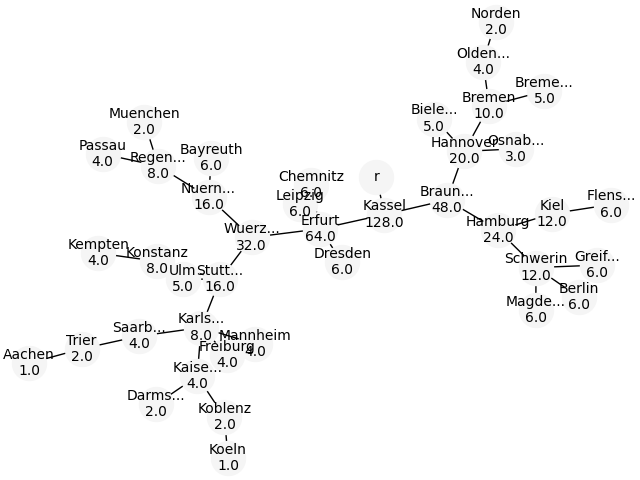 Norden
2.0
Olden...
4.0
Breme...
5.0
Bremen
10.0
Biele...
5.0
Hannover
20.0
Osnab...
3.0
Muenchen
2.0
Passau
4.0
Regen...
8.0
Bayreuth
6.0
Nuern...
16.0
Chemnitz
6.0
Leipzig
6.0
r
Kassel
128.0
Braun...
48.0
Erfurt
64.0
Wuerz...
32.0
Dresden
6.0
Hamburg
24.0
Kiel
12.0
Flens...
6.0
Schwerin
12.0
Greif...
6.0
Berlin
6.0
Magde...
6.0
Kempten
4.0
Konstanz
8.0
Ulm
5.0
Stutt...
16.0
Karls...
8.0
Mannheim
4.0
Freiburg
4.0
Saarb...
4.0
Trier
2.0
Aachen
1.0
Kaise...
4.0
Darms...
2.0
Koblenz
2.0
Koeln
1.0